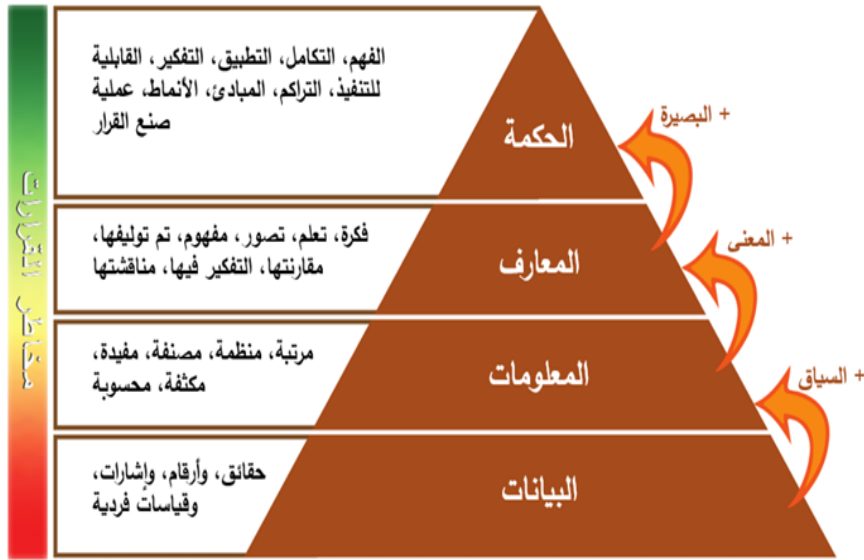 الفهم، التكامل، التطبيق، التفكير، القابلية
للتنفيذ، التراكم، المبادئ، الأنماط، عملية
صنع القرار
الحكمة
+ البصيرة
فكرة، تعلم، تصور، مفهوم، تم توليفها،
مقارنتها، التفكير فيها، مناقشتها
المعارف
+ المعنى
مرتبة، منظمة، مصنفة، مفيدة،
مكثفة، محسوبة
المعلومات
+ السياق
حقائق، وأرقام، وإشارات،
وقياسات فردية
البيانات
مخاطر القرارات